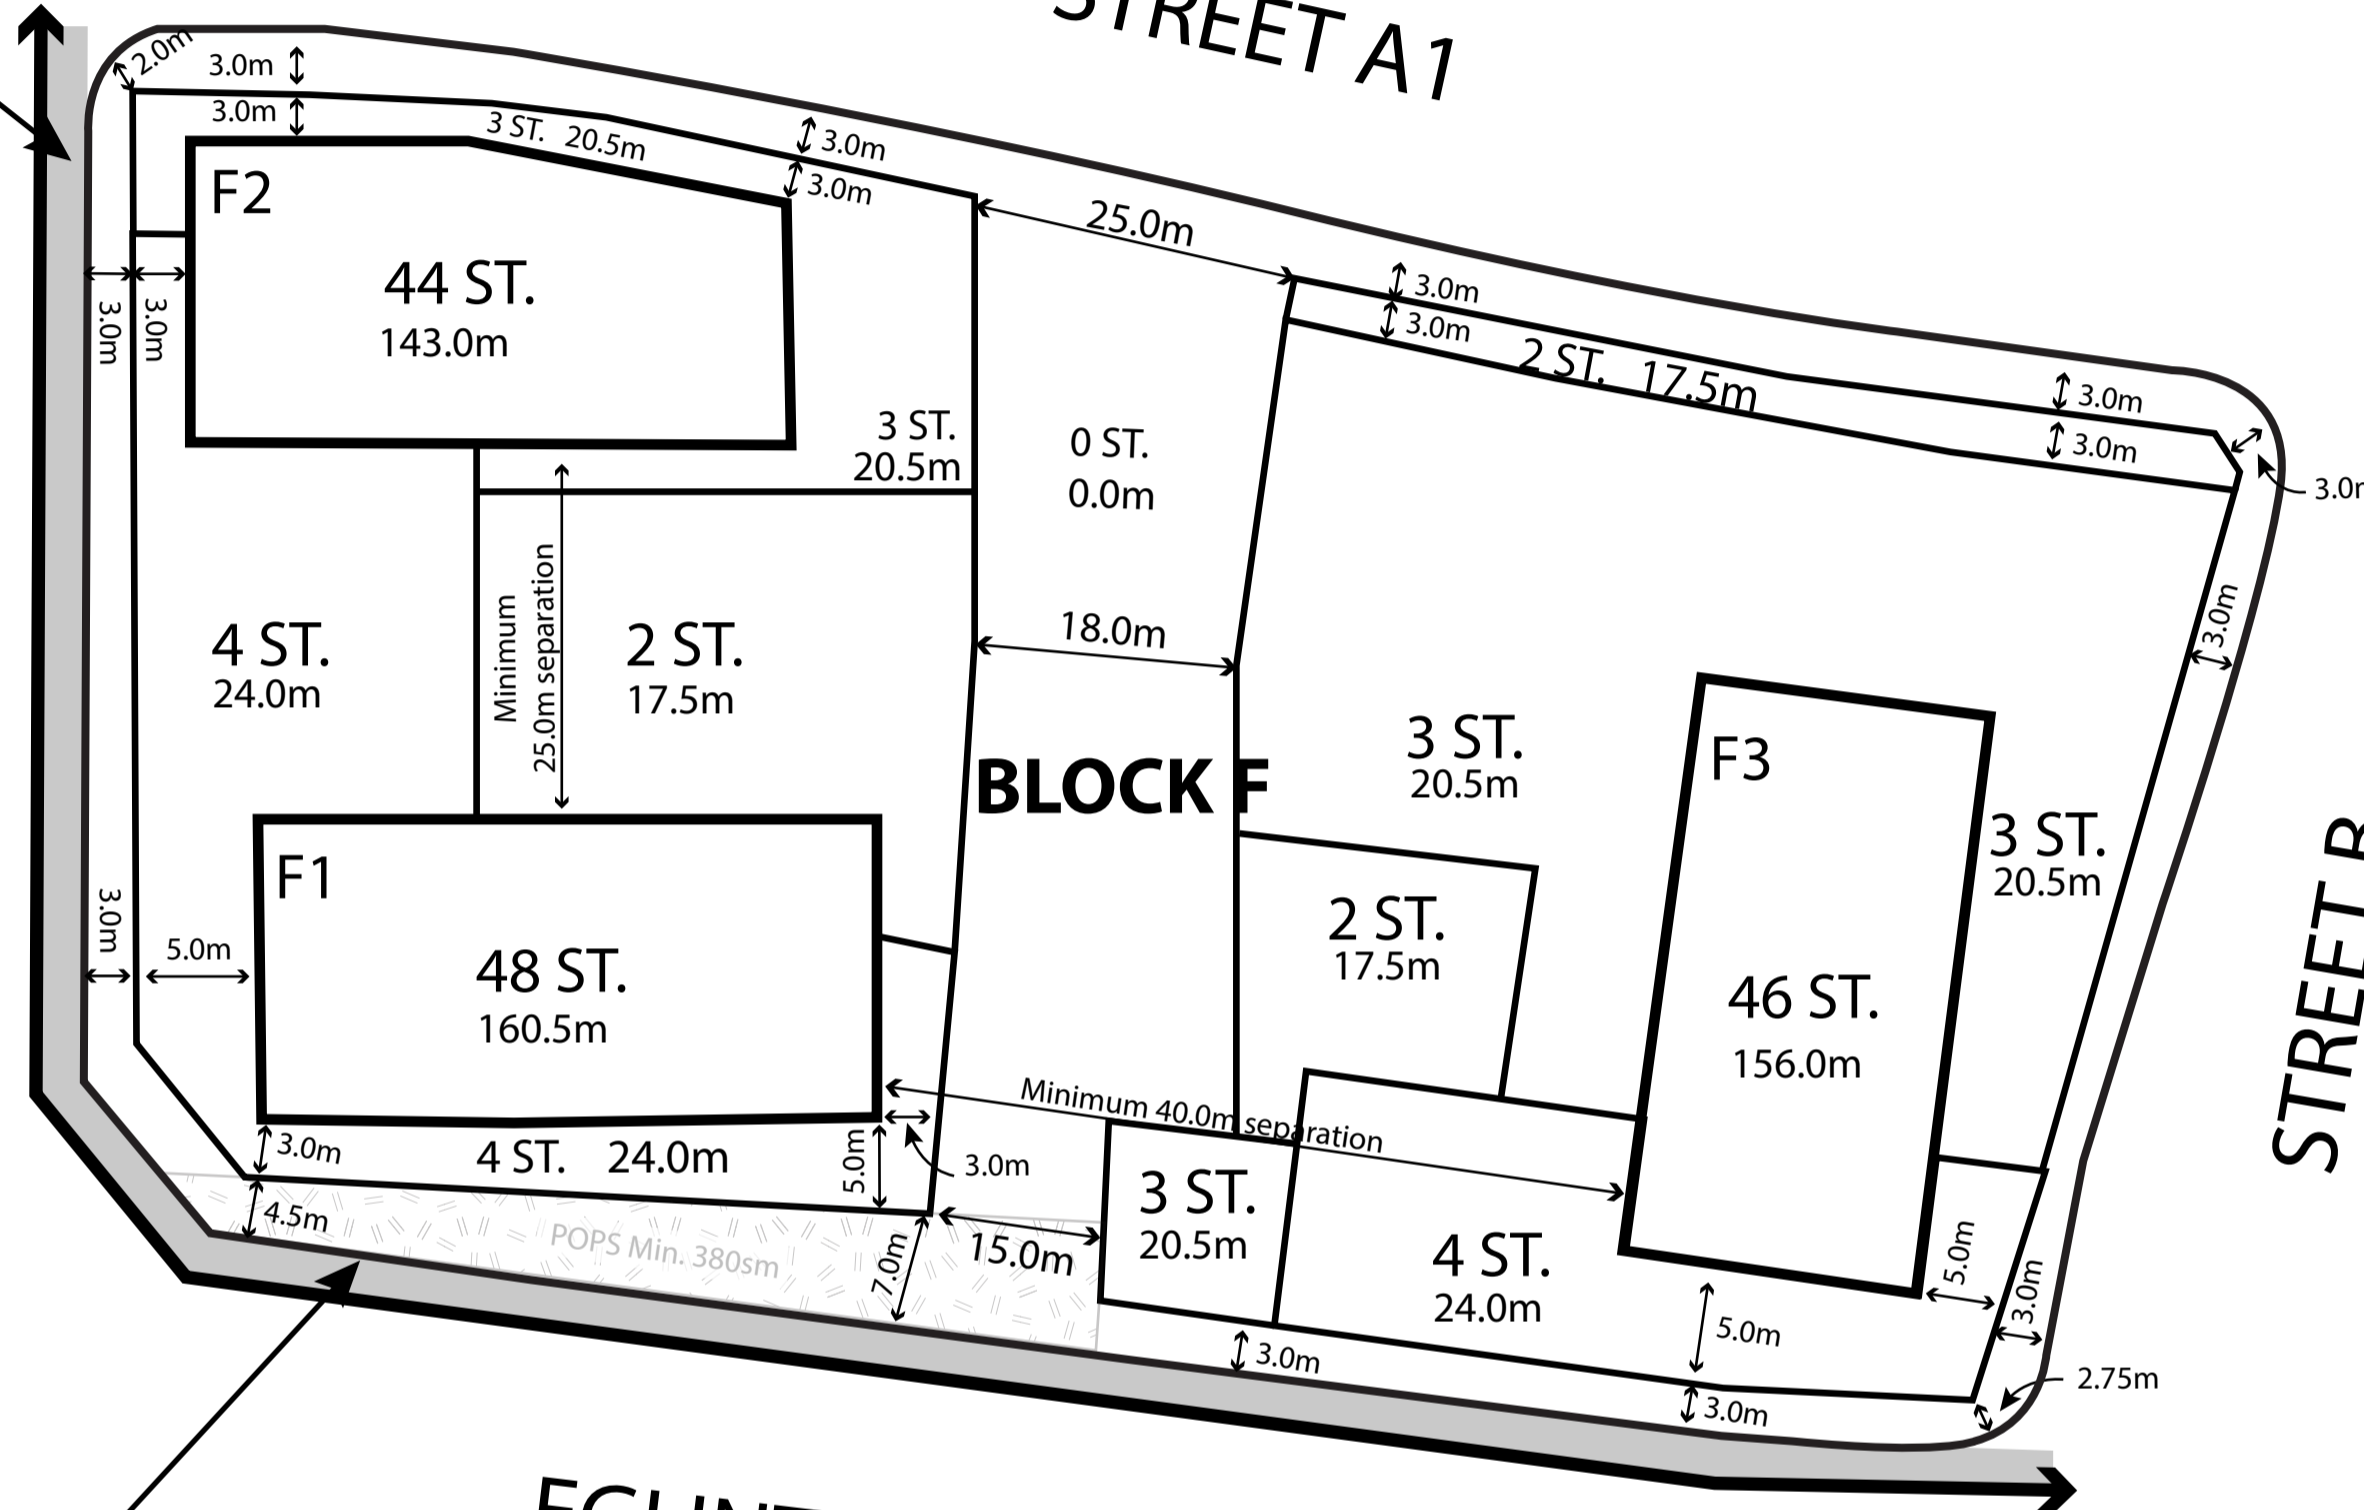 STREET A1
2.0m
3.0m
3.0m
3 ST. 20.5m
3.0m
3.0m
F2
44 ST.
143.0m
25.0m
3.0m
3.0m
2 ST. 17.5m
3.0m
3.0m
3.0m
3.0m
3 ST.
20.5m
0 ST.
0.0m
3.0m
4 ST.
24.0m
Minimum
25.0m separation
2 ST.
17.5m
18.0m
BLOCK F
3 ST.
20.5m
F3
3 ST.
20.5m
STREET
F1
48 ST.
160.5m
3.0m
5.0m
2 ST.
17.5m
46 ST.
156.0m
Minimum 40.0m separation
3.0m
4 ST. 24.0m
5.0m
3.0m
4.5m
POPS Min. 380sm
7.0m
15.0m
3 ST.
20.5m
4 ST.
24.0m
5.0m
3.0m
5.0m
3.0m
3.0m
2.75m